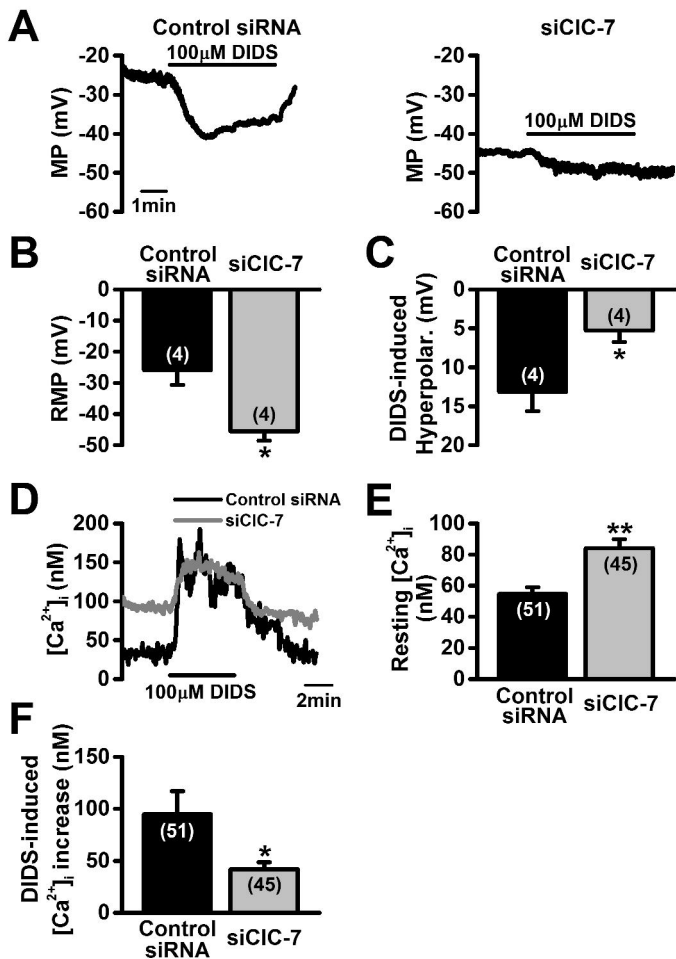 A
Control siRNA
100µM DIDS
MP (mV)
-20
-30
-40
-50
-60
1min
siClC-7
100µM DIDS
MP (mV)
-20
-30
-40
-50
-60
B
Control
siRNA
siClC-7
RMP (mV)
0
-10
-20
-30
-40
-50
(4)
(4)
*
C
Control
siRNA
siClC-7
DIDS-induced
Hyperpolar. (mV)
0
5
10
15
20
(4)
(4)
*
D
Control siRNA
siClC-7
[Ca2+]i (nM)
200
150
100
50
0
100µM DIDS
2min
E
Resting [Ca2+]i
(nM)
100
80
60
40
20
0
(51)
**
(45)
Control
siRNA
siClC-7
F
DIDS-induced
[Ca2+]i increase (nM)
150
100
50
0
(51)
*
(45)
Control
siRNA
siClC-7